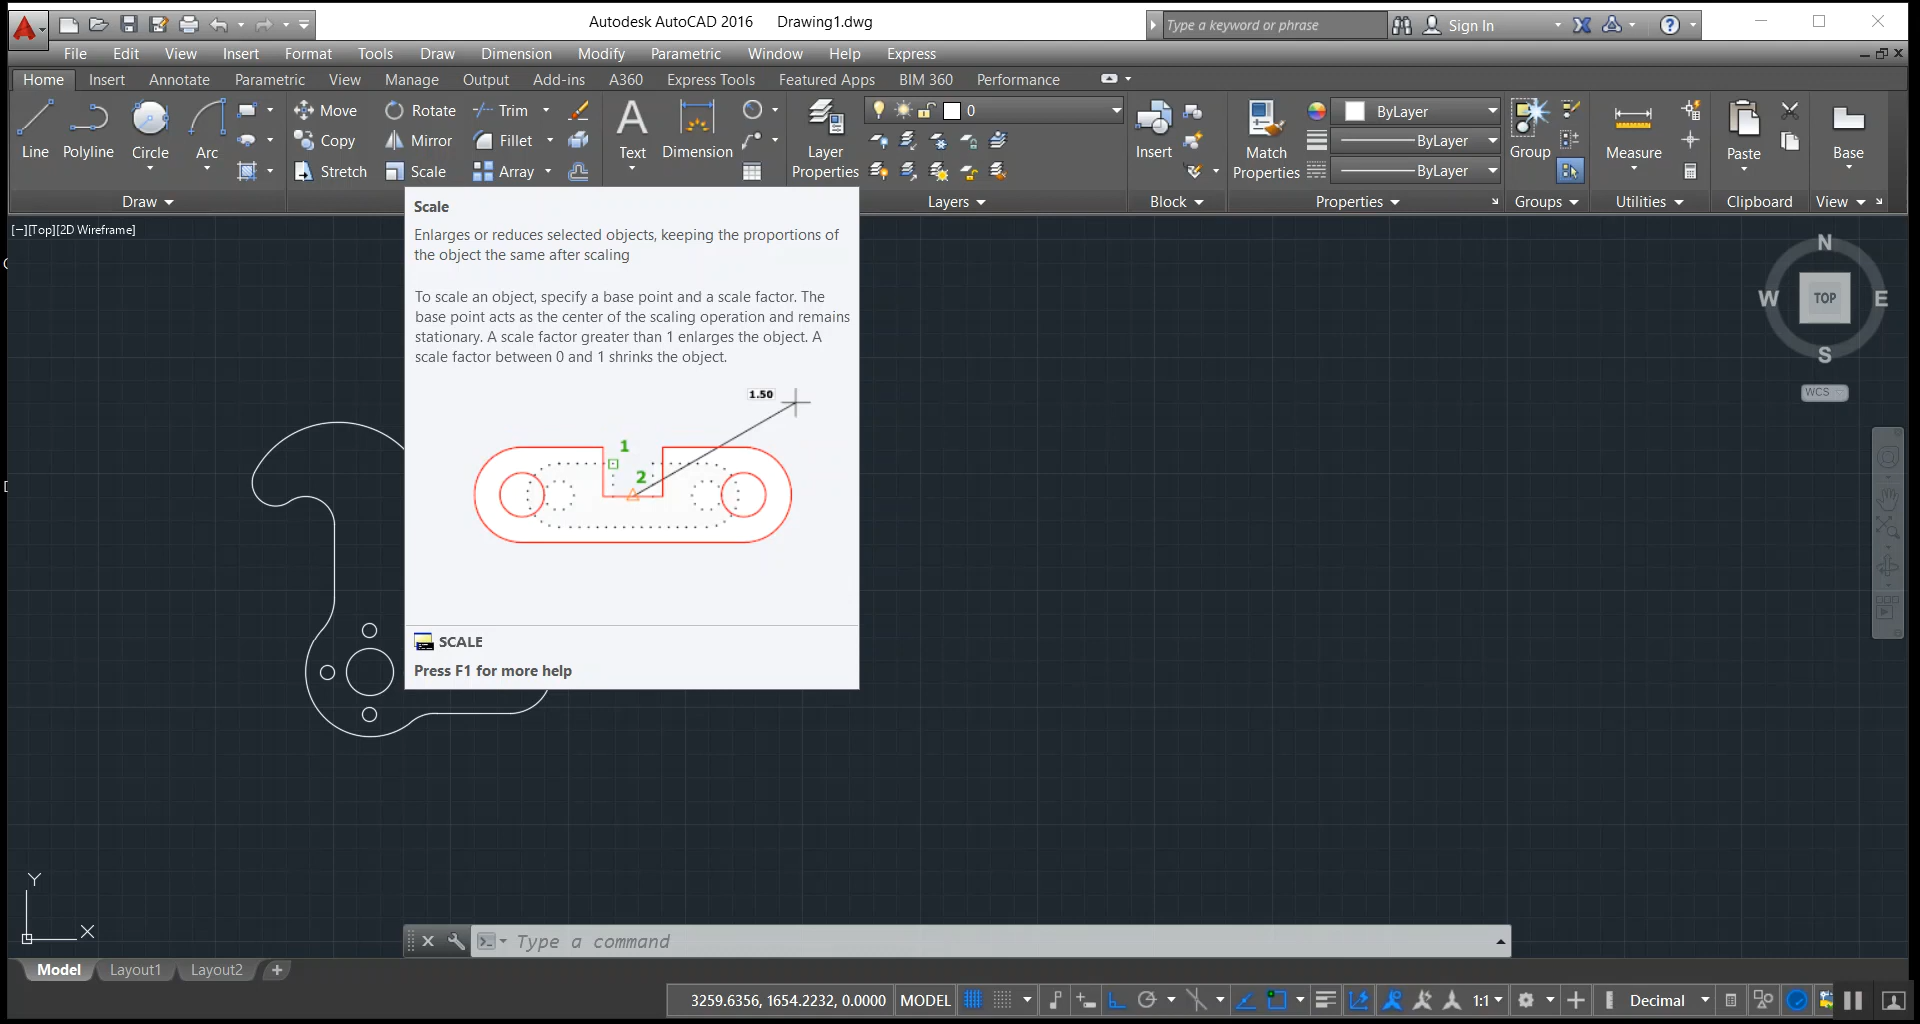 Autodesk AutoCAD 2016 Drawing1.dwg
Type a keyword or phrase
Sign In
File Edit View Insert Format Tools Draw Dimension Modify Parametric Window Help Express
Home Insert Annotate Parametric View Manage Output Add-ins A360 Express Tools Featured Apps BIM 360 Performance
Line
Polyline
Circle
Arc
Move
Rotate
Trim
Copy
Mirror
Fillet
Stretch
Scale
Array
Text
Dimension
Layer
Properties
0
Insert
Match
Properties
ByLayer
ByLayer
ByLayer
Group
Measure
Paste
Base
Draw
Layers
Block
Properties
Groups
Utilities
Clipboard
View
[−][Top][2D Wireframe]
Scale
Enlarges or reduces selected objects, keeping the proportions of
the object the same after scaling
To scale an object, specify a base point and a scale factor. The
base point acts as the center of the scaling operation and remains
stationary. A scale factor greater than 1 enlarges the object. A
scale factor between 0 and 1 shrinks the object.
1.50
1
2
SCALE
Press F1 for more help
N
W
TOP
E
S
WCS
Y
X
Type a command
Model Layout1 Layout2
3259.6356, 1654.2232, 0.0000 MODEL
1:1
Decimal